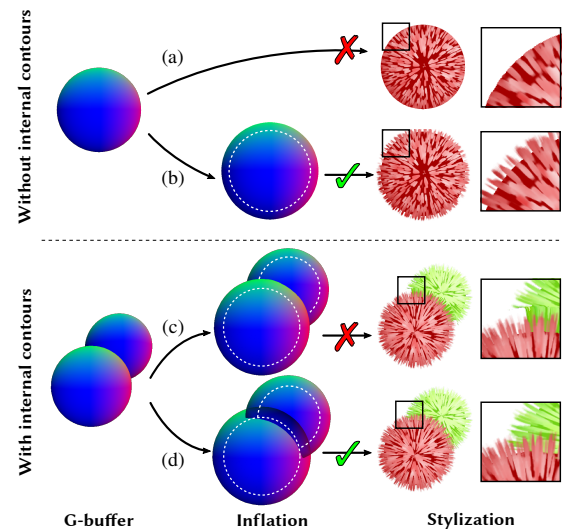 Without internal contours
(a)
(b)
With internal contours
(c)
(d)
G-buffer
Inflation
Stylization